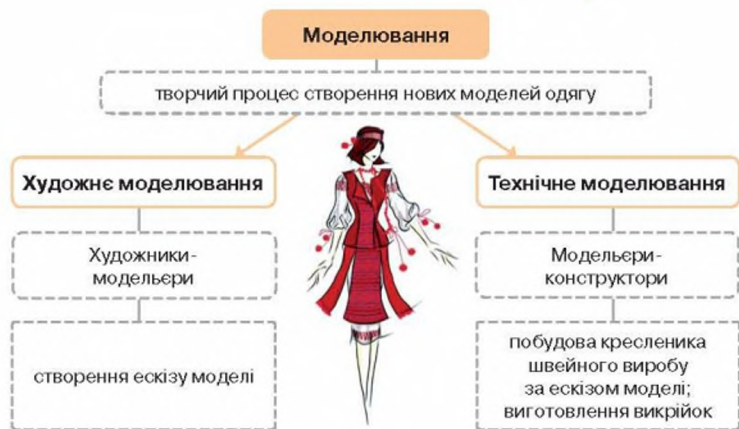 Моделювання
творчий процес створення нових моделей одягу
Художнє моделювання
Технічне моделювання
Художники-
модельєри
Модельєри-
конструктори
створення ескізу моделі
побудова кресленика
швейного виробу
за ескізом моделі;
виготовлення викрійок